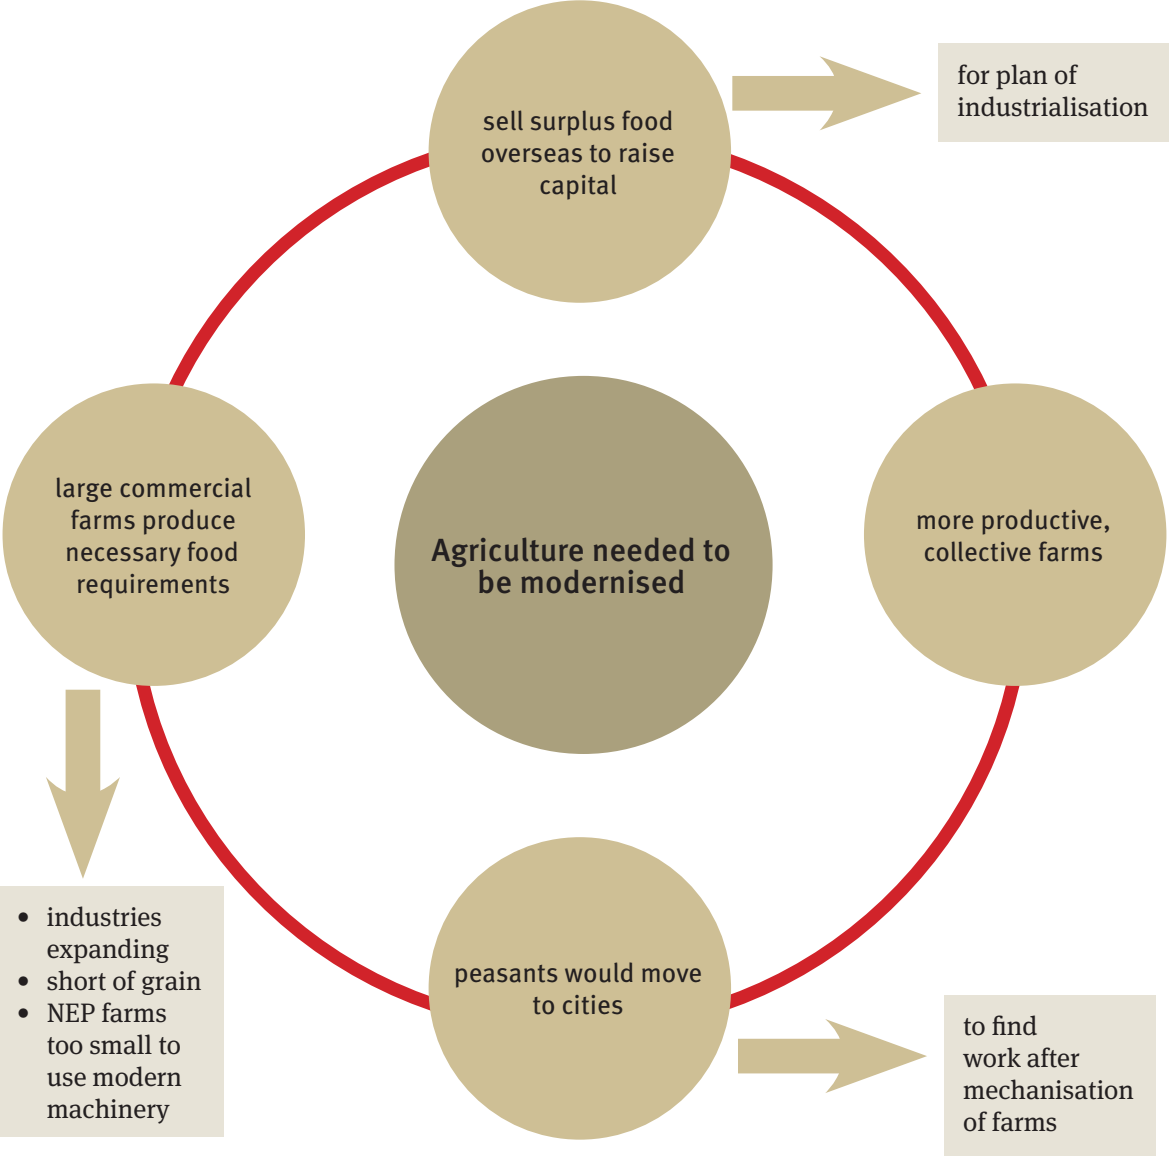 sell surplus food
overseas to raise
capital
for plan of
industrialisation
large commercial
farms produce
necessary food
requirements
Agriculture needed to
be modernised
more productive,
collective farms
• industries
expanding
• short of grain
• NEP farms
too small to
use modern
machinery
peasants would move
to cities
to find
work after
mechanisation
of farms